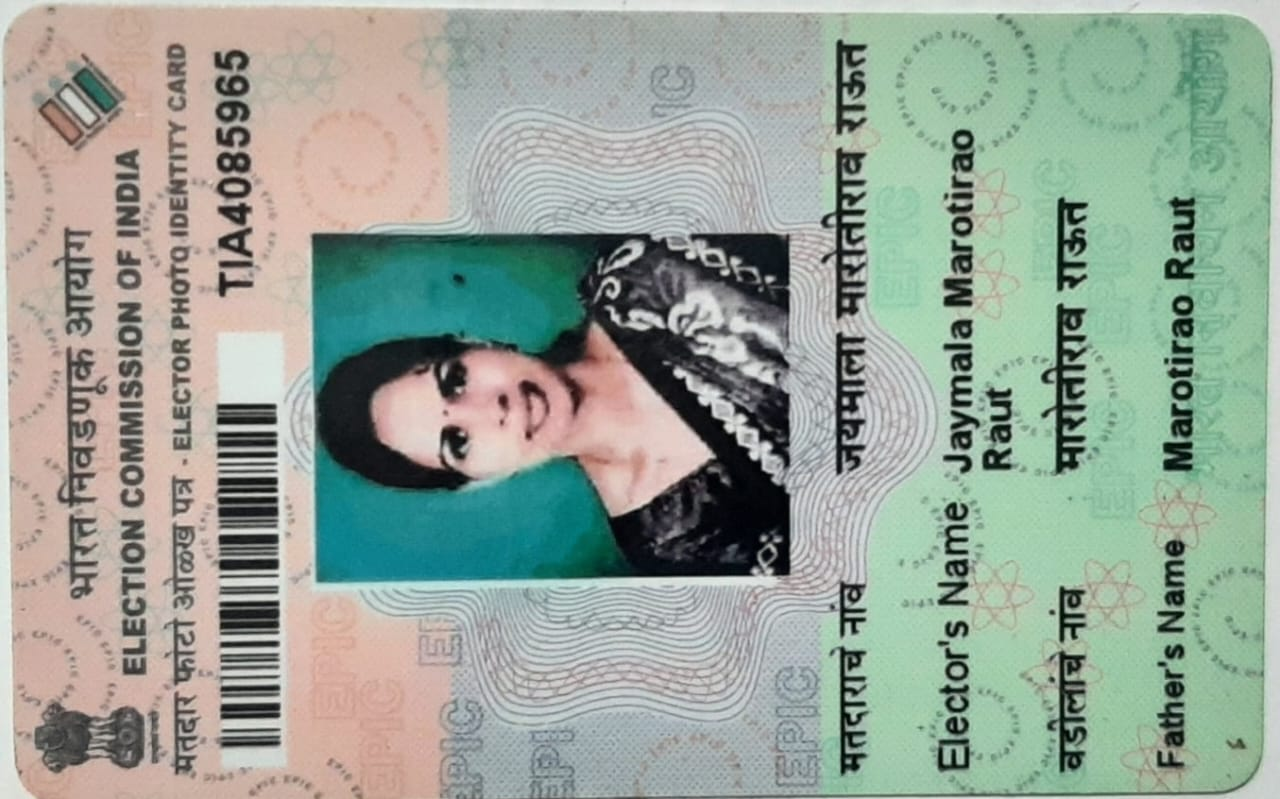 भारत निवडणूक आयोग
ELECTION COMMISSION OF INDIA
मतदार फोटो ओळख पत्र - ELECTOR PHOTO IDENTITY CARD
TIA4085965
मतदाराचे नांव जयमाला मारोतीराव राऊत
Elector's Name Jaymala Marotirao
Raut
वडीलांचे नांव मारोतीराव राऊत
Father's Name Marotirao Raut